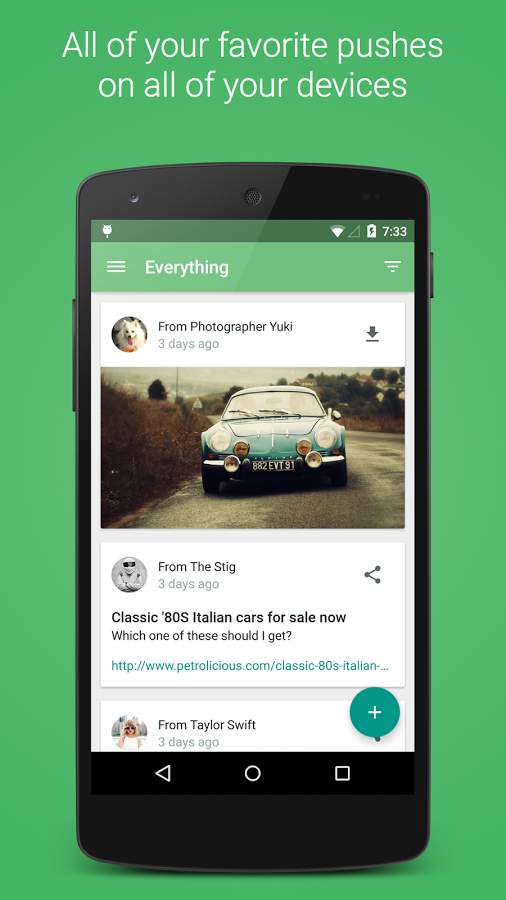 All of your favorite pushes
on all of your devices
7:33
Everything
From Photographer Yuki
3 days ago
882 EVT 91
From The Stig
3 days ago
Classic '80S Italian cars for sale now
Which one of these should I get?
http://www.petrolicious.com/classic-80s-italian-...
From Taylor Swift
3 days ago